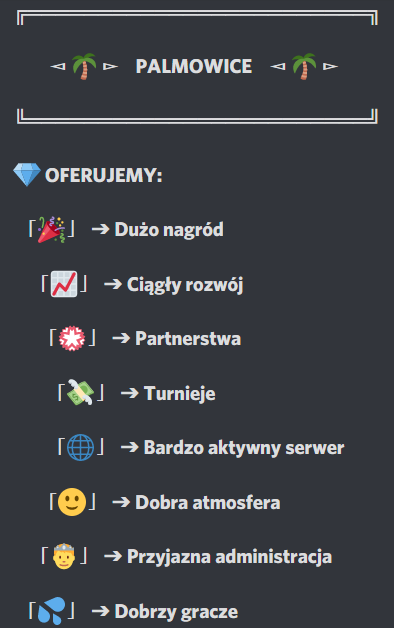 ╔══════════════════════╗
◅🌴▻ PALMOWICE ◅🌴▻
╚══════════════════════╝
💎 OFERUJEMY:
⌈🎉⌋ ➔ Dużo nagród
⌈📈⌋ ➔ Ciągły rozwój
⌈💮⌋ ➔ Partnerstwa
⌈💸⌋ ➔ Turnieje
⌈🌐⌋ ➔ Bardzo aktywny serwer
⌈🙂⌋ ➔ Dobra atmosfera
⌈👳⌋ ➔ Przyjazna administracja
⌈💦⌋ ➔ Dobrzy gracze